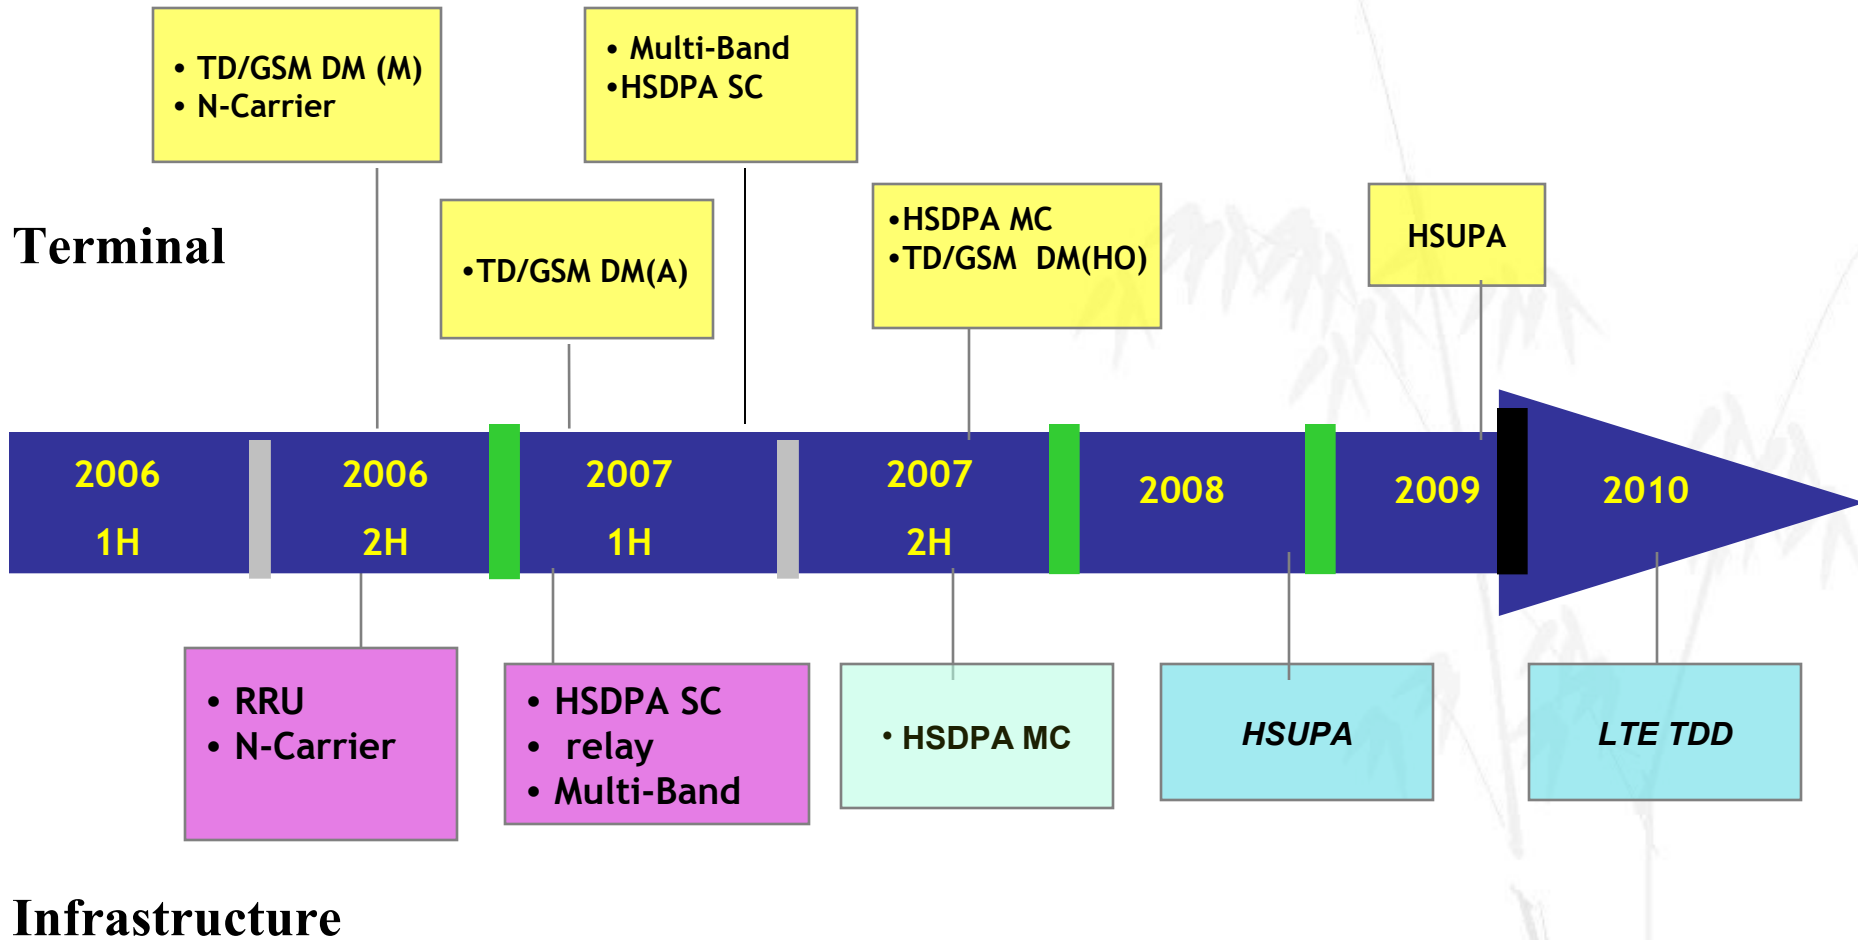 • TD/GSM DM (M)
• N-Carrier
• Multi-Band
•HSDPA SC
Terminal
•TD/GSM DM(A)
•HSDPA MC
•TD/GSM DM(HO)
HSUPA
2006
1H
2006
2H
2007
1H
2007
2H
2008
2009
2010
• RRU
• N-Carrier
• HSDPA SC
• relay
• Multi-Band
• HSDPA MC
HSUPA
LTE TDD
Infrastructure